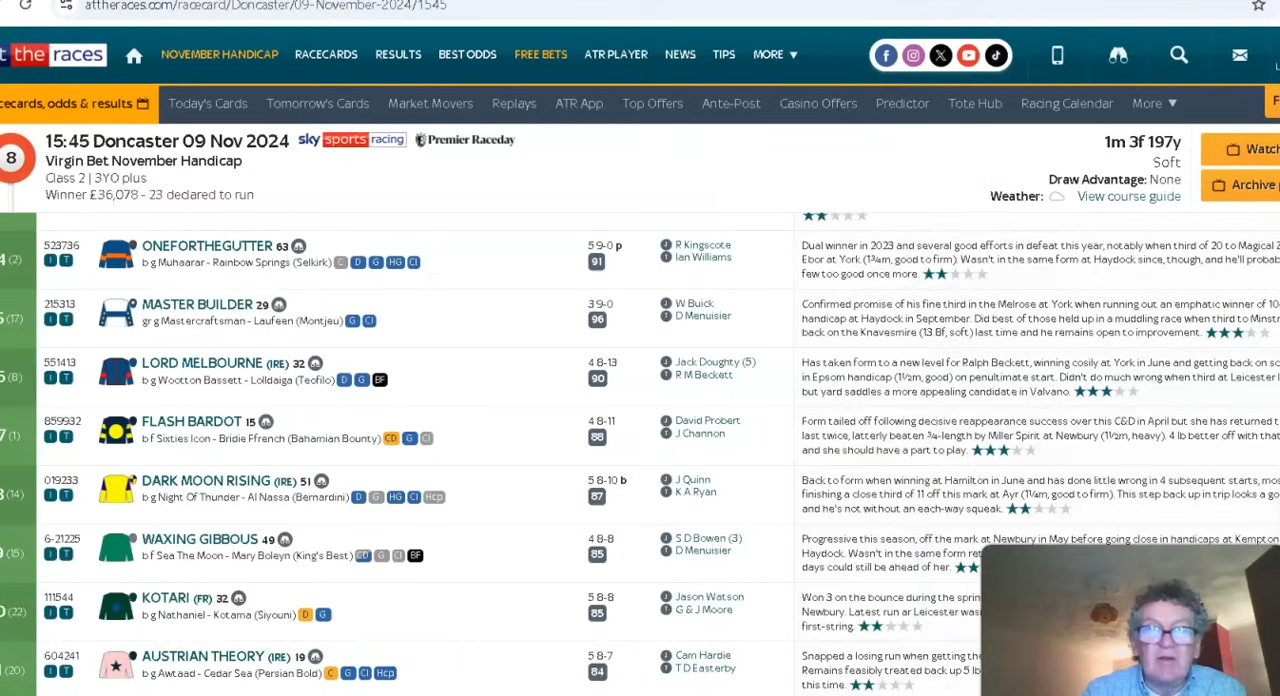 attheraces.com/racecard/Doncaster/09-November-2024/1545
t the races
NOVEMBER HANDICAP RACECARDS RESULTS BEST ODDS FREE BETS ATR PLAYER NEWS TIPS MORE ▼
cecards, odds & results Today's Cards Tomorrow's Cards Market Movers Replays ATR App Top Offers Ante-Post Casino Offers Predictor Tote Hub Racing Calendar More ▼
8
15:45 Doncaster 09 Nov 2024 sky sports racing Premier Raceday
Virgin Bet November Handicap
Class 2 | 3YO plus
Winner £36,078 - 23 declared to run
1m 3f 197y
Soft
Draw Advantage: None
Weather: View course guide
Watc
Archive
4 (2) 523736 ONEFORTHEGUTTER 63 5 9-0 p R Kingscote
I T b g Muhaarar - Rainbow Springs (Selkirk) C D G HG CI 91 Ian Williams
Dual winner in 2023 and several good efforts in defeat this year, notably when third of 20 to Magical
Ebor at York (1¾m, good to firm). Wasn't in the same form at Haydock since, though, and he'll probab
few too good once more.
5 (17) 215313 MASTER BUILDER 29 3 9-0 W Buick
I T gr g Mastercraftsman - Laufeen (Montjeu) G CI 96 D Menuisier
Confirmed promise of his fine third in the Melrose at York when running out an emphatic winner of 10
handicap at Haydock in September. Did best of those held up in a muddling race when third to Minst
back on the Knavesmire (13.8f, soft) last time and he remains open to improvement.
6 (8) 551413 LORD MELBOURNE (IRE) 32 4 8-13 Jack Doughty (5)
I T b g Wootton Bassett - Lolldaiga (Teofilo) D G BF 90 R M Beckett
Has taken form to a new level for Ralph Beckett, winning cosily at York in June and getting back on sc
in Epsom handicap (1½m, good) on penultimate start. Didn't do much wrong when third at Leicester l
but yard saddles a more appealing candidate in Valvano.
7 (1) 859932 FLASH BARDOT 15 4 8-11 David Probert
I T b f Sixties Icon - Bridie Ffrench (Bahamian Bounty) CD G CI 88 J Channon
Form tailed off following decisive reappearance success over this C&D in April but she has returned t
last twice, latterly beaten ¾-length by Miller Spirit at Newbury (1½m, heavy). 4 lb better off with that
and she should have a part to play.
8 (14) 019233 DARK MOON RISING (IRE) 51 5 8-10 b J Quinn
I T b g Night Of Thunder - Al Nassa (Bernardini) D G HG CI Hcp 87 K A Ryan
Back to form when winning at Hamilton in June and has done little wrong in 4 subsequent starts, mos
finishing a close third of 11 off this mark at Ayr (1¼m, good to firm). This step back up in trip looks a go
and he's not without an each-way squeak.
9 (15) 6-21225 WAXING GIBBOUS 49 4 8-8 S D Bowen (3)
I T b f Sea The Moon - Mary Boleyn (King's Best) CD G CI BF 85 D Menuisier
Progressive this season, off the mark at Newbury in May before going close in handicaps at Kempton
Haydock. Wasn't in the same form ret
days could still be ahead of her.
0 (22) 111544 KOTARI (FR) 32 5 8-8 Jason Watson
I T b g Nathaniel - Kotama (Siyouni) D G 85 G & J Moore
Won 3 on the bounce during the sprin
Newbury. Latest run ar Leicester was
first-string.
(20) 604241 AUSTRIAN THEORY (IRE) 19 5 8-7 Cam Hardie
I T b g Awtaad - Cedar Sea (Persian Bold) C G CI Hcp 84 T D Easterby
Snapped a losing run when getting the
Remains feasibly treated back up 5 lb
this time.